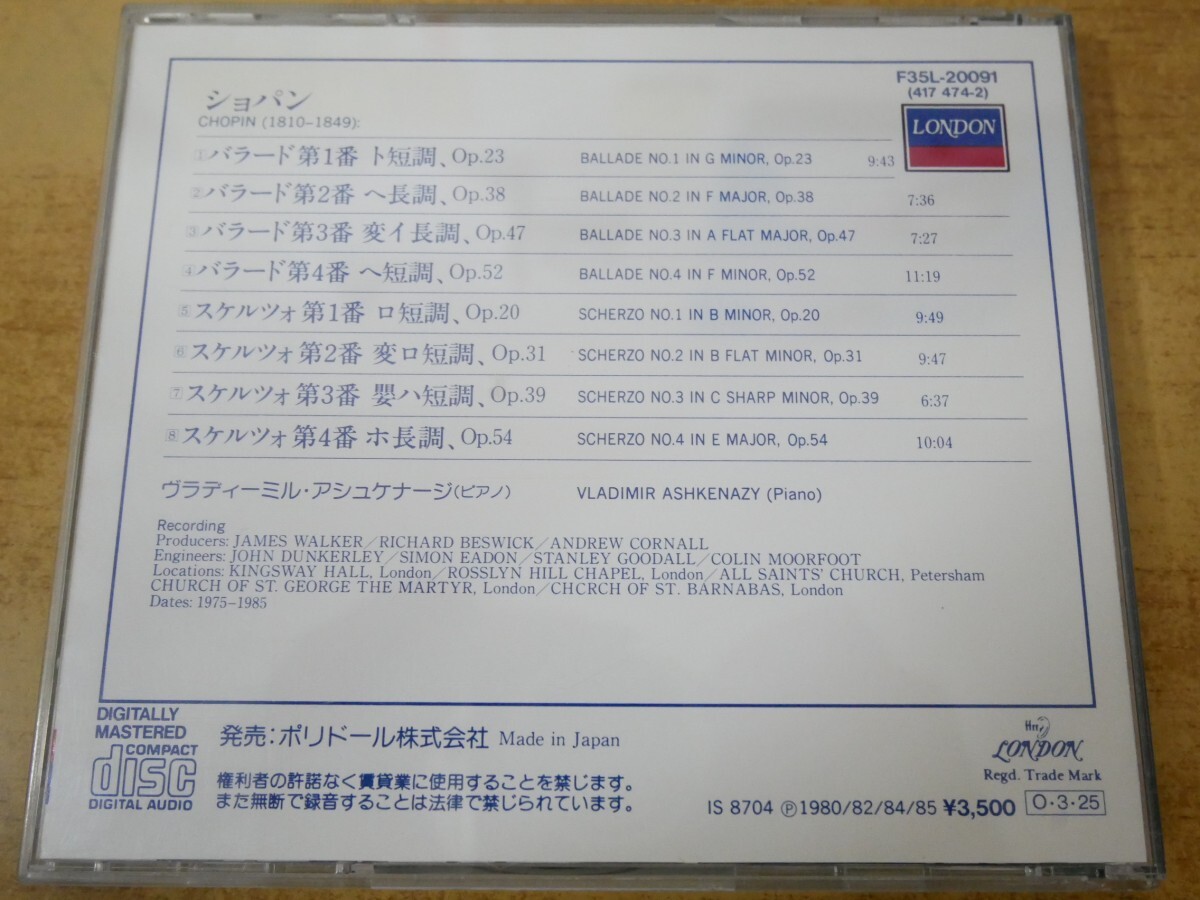 F35L-20091
(417 474-2)
LONDON
ショパン
CHOPIN (1810-1849):
1 バラード第1番 ト短調、Op.23 BALLADE NO.1 IN G MINOR, Op.23 9:43
2 バラード第2番 ヘ長調、Op.38 BALLADE NO.2 IN F MAJOR, Op.38 7:36
3 バラード第3番 変イ長調、Op.47 BALLADE NO.3 IN A FLAT MAJOR, Op.47 7:27
4 バラード第4番 ヘ短調、Op.52 BALLADE NO.4 IN F MINOR, Op.52 11:19
5 スケルツォ第1番 ロ短調、Op.20 SCHERZO NO.1 IN B MINOR, Op.20 9:49
6 スケルツォ第2番 変ロ短調、Op.31 SCHERZO NO.2 IN B FLAT MINOR, Op.31 9:47
7 スケルツォ第3番 嬰ハ短調、Op.39 SCHERZO NO.3 IN C SHARP MINOR, Op.39 6:37
8 スケルツォ第4番 ホ長調、Op.54 SCHERZO NO.4 IN E MAJOR, Op.54 10:04
ヴラディーミル・アシュケナージ(ピアノ) VLADIMIR ASHKENAZY (Piano)
Recording
Producers: JAMES WALKER/RICHARD BESWICK/ANDREW CORNALL
Engineers: JOHN DUNKERLEY/SIMON EADON/STANLEY GOODALL/COLIN MOORFOOT
Locations: KINGSWAY HALL, London/ROSSLYN HILL CHAPEL, London/ALL SAINTS' CHURCH, Petersham
CHURCH OF ST. GEORGE THE MARTYR, London/CHCRCH OF ST. BARNABAS, London
Dates: 1975-1985
DIGITALLY
MASTERED
COMPACT
disc
DIGITAL AUDIO
発売:ポリドール株式会社 Made in Japan
権利者の許諾なく賃貸業に使用することを禁じます。
また無断で録音することは法律で禁じられています。
LONDON
Regd. Trade Mark
IS 8704 Ⓟ1980/82/84/85 ¥3,500 O・3・25